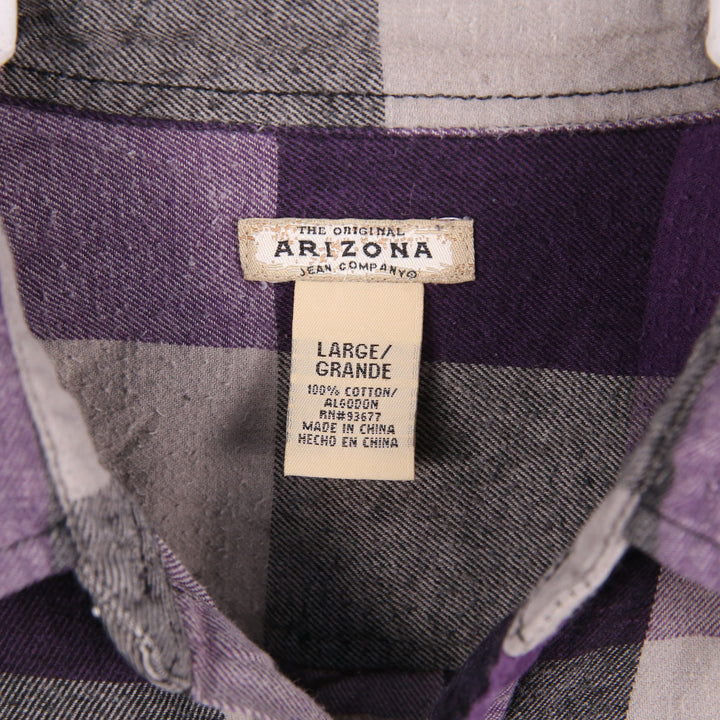 THE ORIGINAL
ARIZONA
JEAN COMPANY®
LARGE/
GRANDE
100% COTTON/
ALGODON
RN#93677
MADE IN CHINA
HECHO EN CHINA